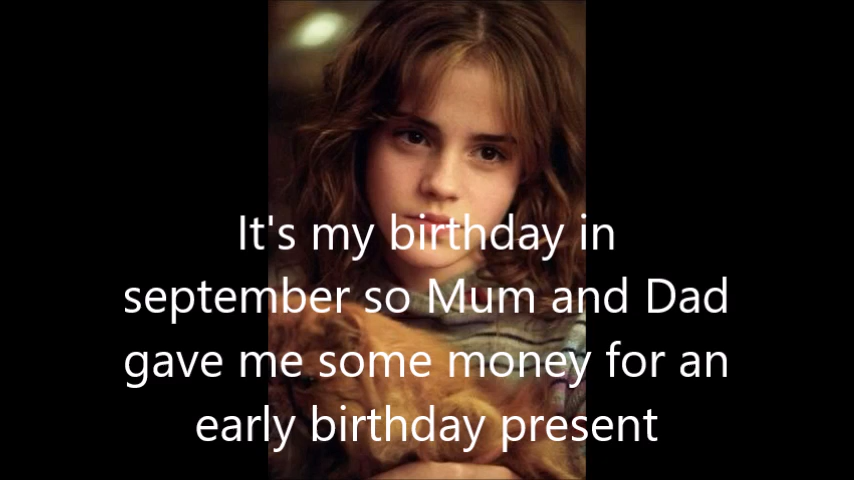 It's my birthday in
september so Mum and Dad
gave me some money for an
early birthday present